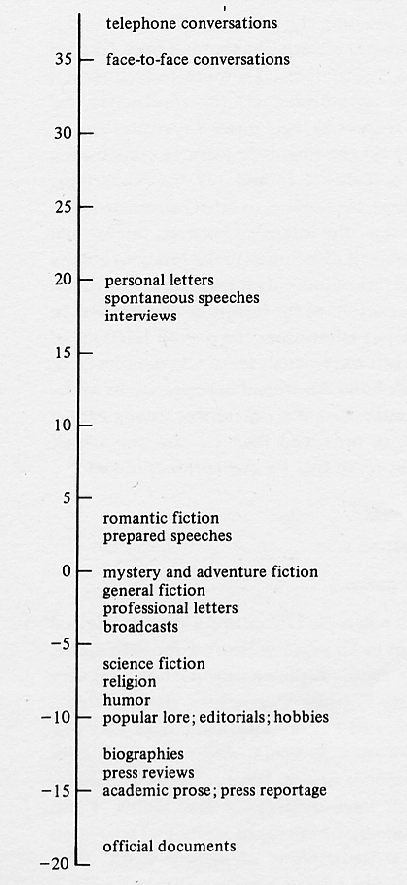 telephone conversations
35 face-to-face conversations
30
25
20 personal letters
spontaneous speeches
interviews
15
10
5
romantic fiction
prepared speeches
0 mystery and adventure fiction
general fiction
professional letters
broadcasts
−5
science fiction
religion
humor
−10 popular lore; editorials; hobbies
biographies
press reviews
−15 academic prose; press reportage
official documents
−20